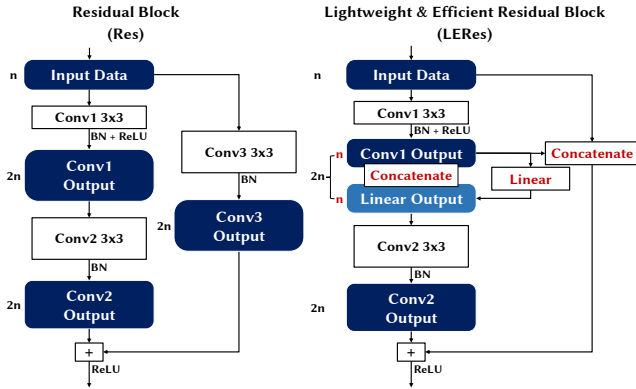 Residual Block
(Res)
n
Input Data
Conv1 3x3
BN + ReLU
2n
Conv1
Output
Conv3 3x3
BN
2n
Conv3
Output
Conv2 3x3
BN
2n
Conv2
Output
+
ReLU
Lightweight & Efficient Residual Block
(LERes)
n
Input Data
Conv1 3x3
BN + ReLU
n
Conv1 Output
Concatenate
2n
Concatenate
Linear
n
Linear Output
Conv2 3x3
BN
2n
Conv2
Output
+
ReLU